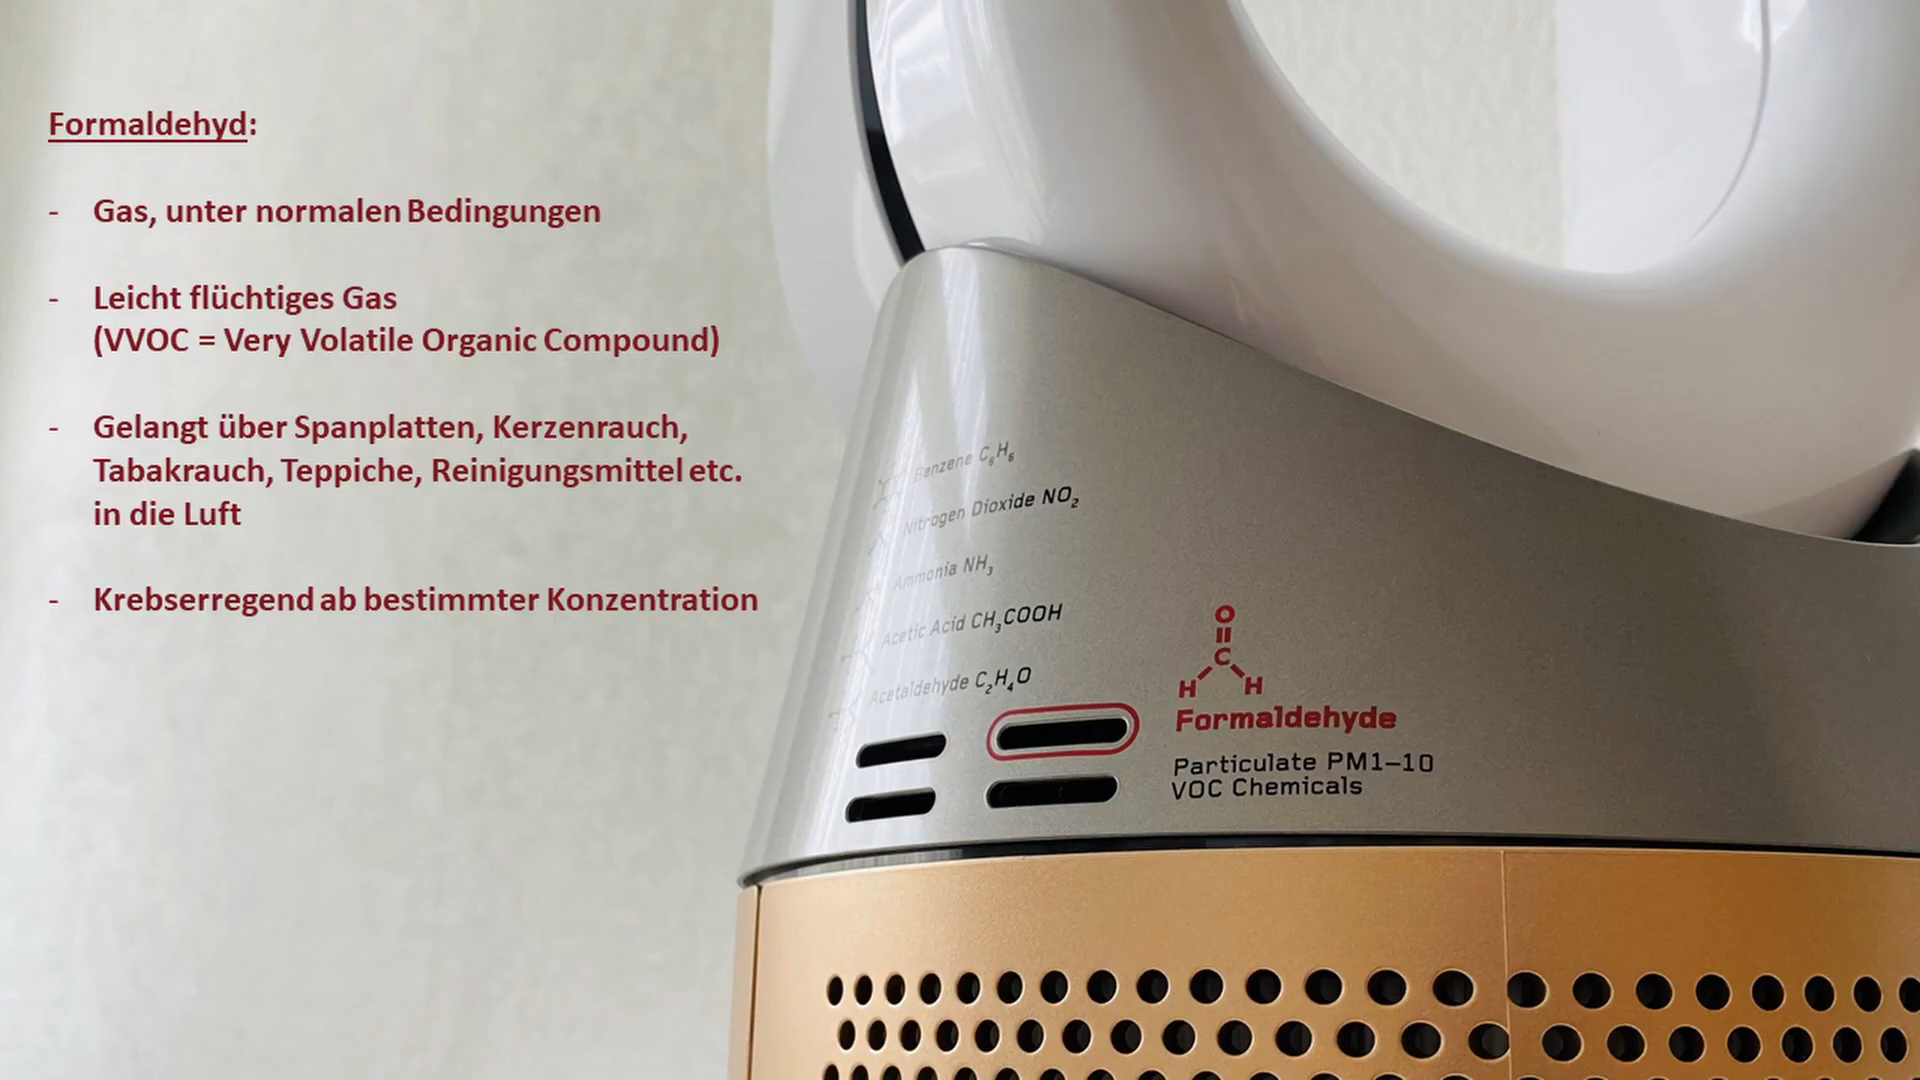 Formaldehyd:
- Gas, unter normalen Bedingungen
- Leicht flüchtiges Gas
(VVOC = Very Volatile Organic Compound)
- Gelangt über Spanplatten, Kerzenrauch,
Tabakrauch, Teppiche, Reinigungsmittel etc.
in die Luft
- Krebserregend ab bestimmter Konzentration
Benzene C₆H₆
Nitrogen Dioxide NO₂
Ammonia NH₃
Acetic Acid CH₃COOH
Acetaldehyde C₂H₄O
O
C
H H
Formaldehyde
Particulate PM1–10
VOC Chemicals